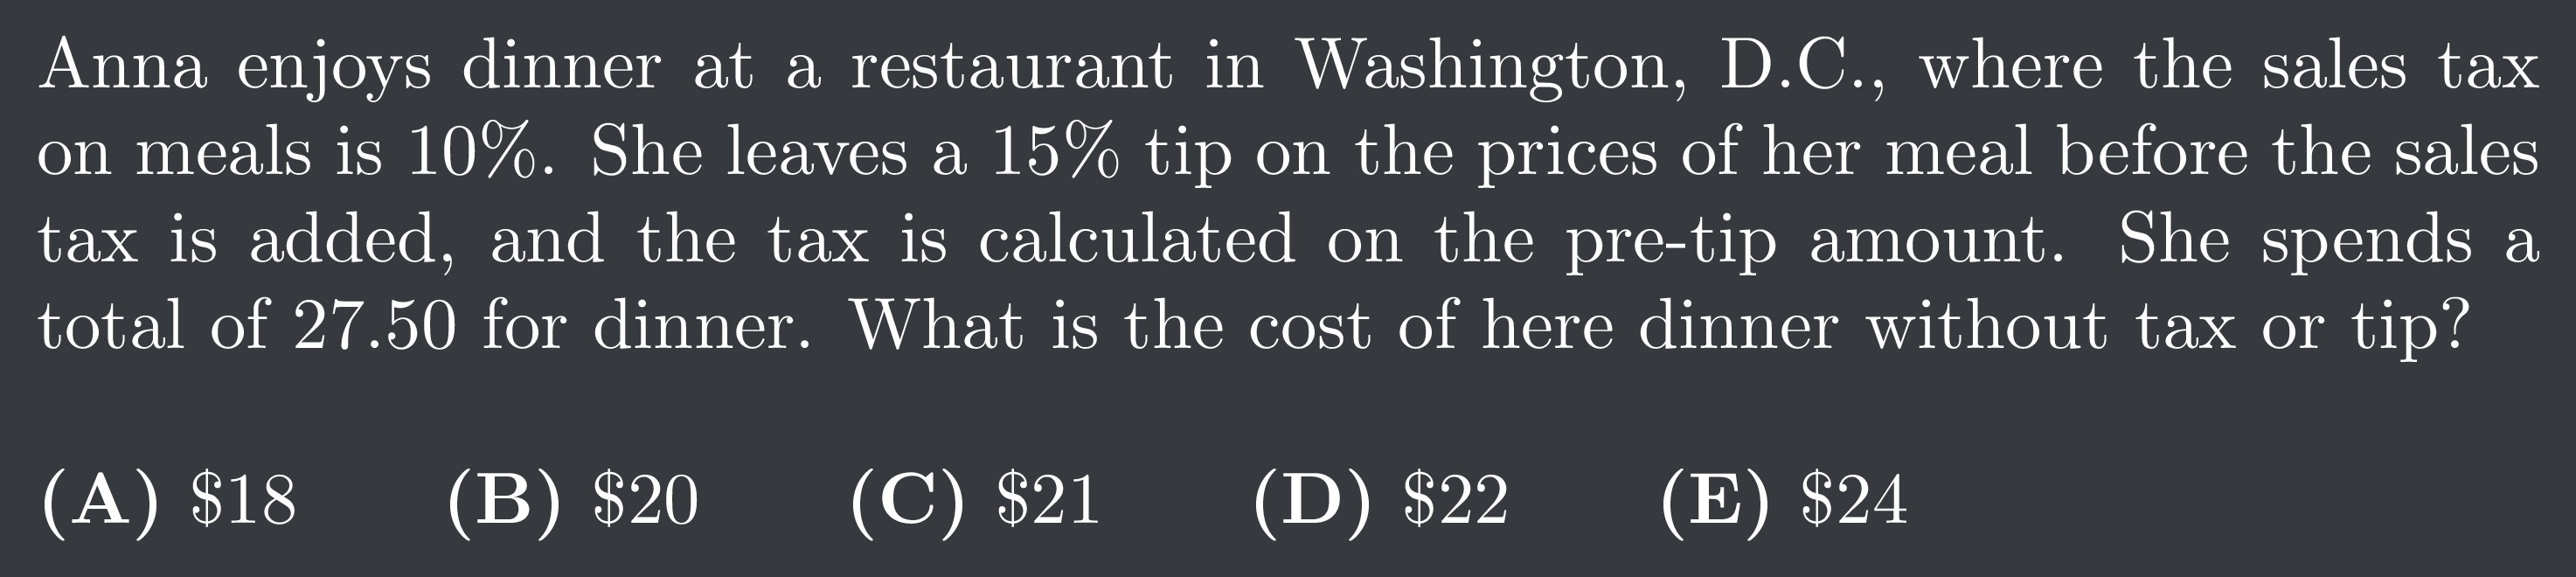 Anna enjoys dinner at a restaurant in Washington, D.C., where the sales tax
on meals is 10%. She leaves a 15% tip on the prices of her meal before the sales
tax is added, and the tax is calculated on the pre-tip amount. She spends a
total of 27.50 for dinner. What is the cost of here dinner without tax or tip?
(A) $18 (B) $20 (C) $21 (D) $22 (E) $24